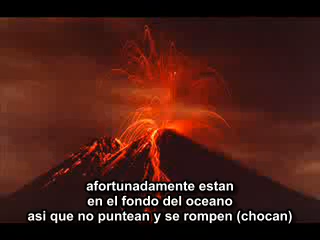 afortunadamente estan
en el fondo del oceano
asi que no puntean y se rompen (chocan)